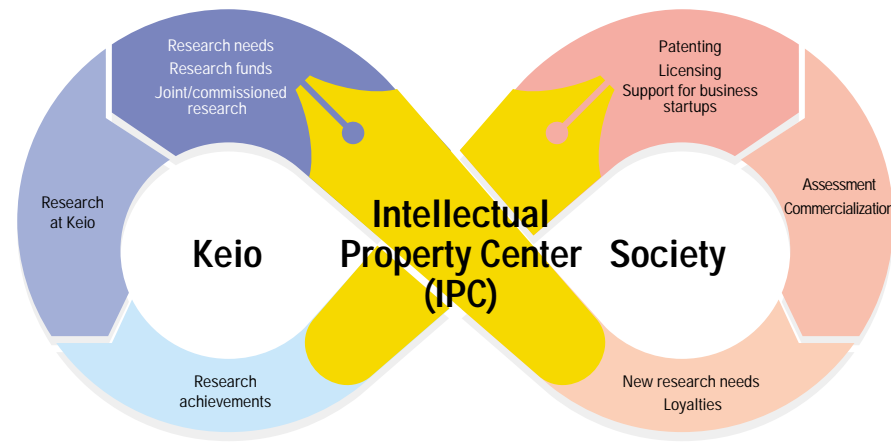 Research needs
Research funds
Joint/commissioned
research
Patenting
Licensing
Support for business
startups
Research
at Keio
Assessment
Commercialization
Keio
Intellectual
Property Center
(IPC)
Society
Research
achievements
New research needs
Loyalties